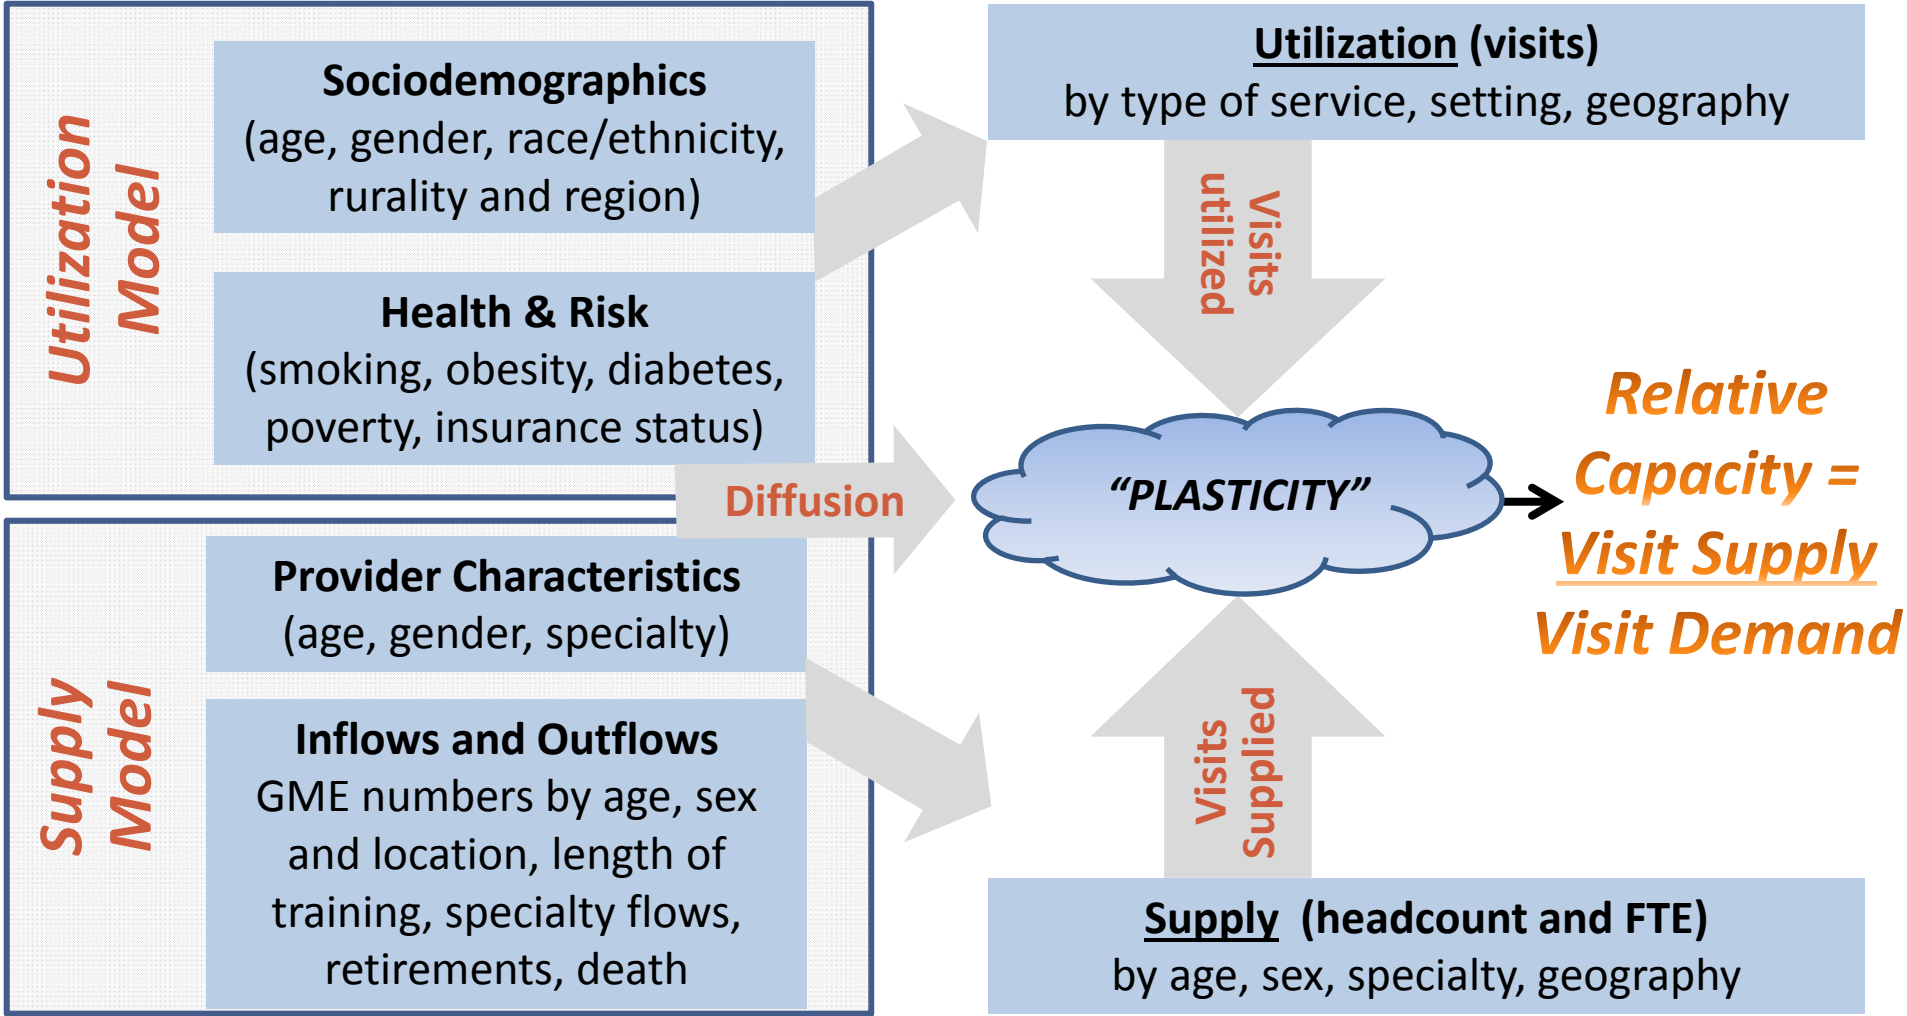 Utilization
Model
Sociodemographics
(age, gender, race/ethnicity,
rurality and region)
Health & Risk
(smoking, obesity, diabetes,
poverty, insurance status)
Supply
Model
Provider Characteristics
(age, gender, specialty)
Inflows and Outflows
GME numbers by age, sex
and location, length of
training, specialty flows,
retirements, death
Diffusion
Utilization (visits)
by type of service, setting, geography
Visits
utilized
“PLASTICITY”
Visits
Supplied
Supply (headcount and FTE)
by age, sex, specialty, geography
Relative
Capacity =
Visit Supply
Visit Demand